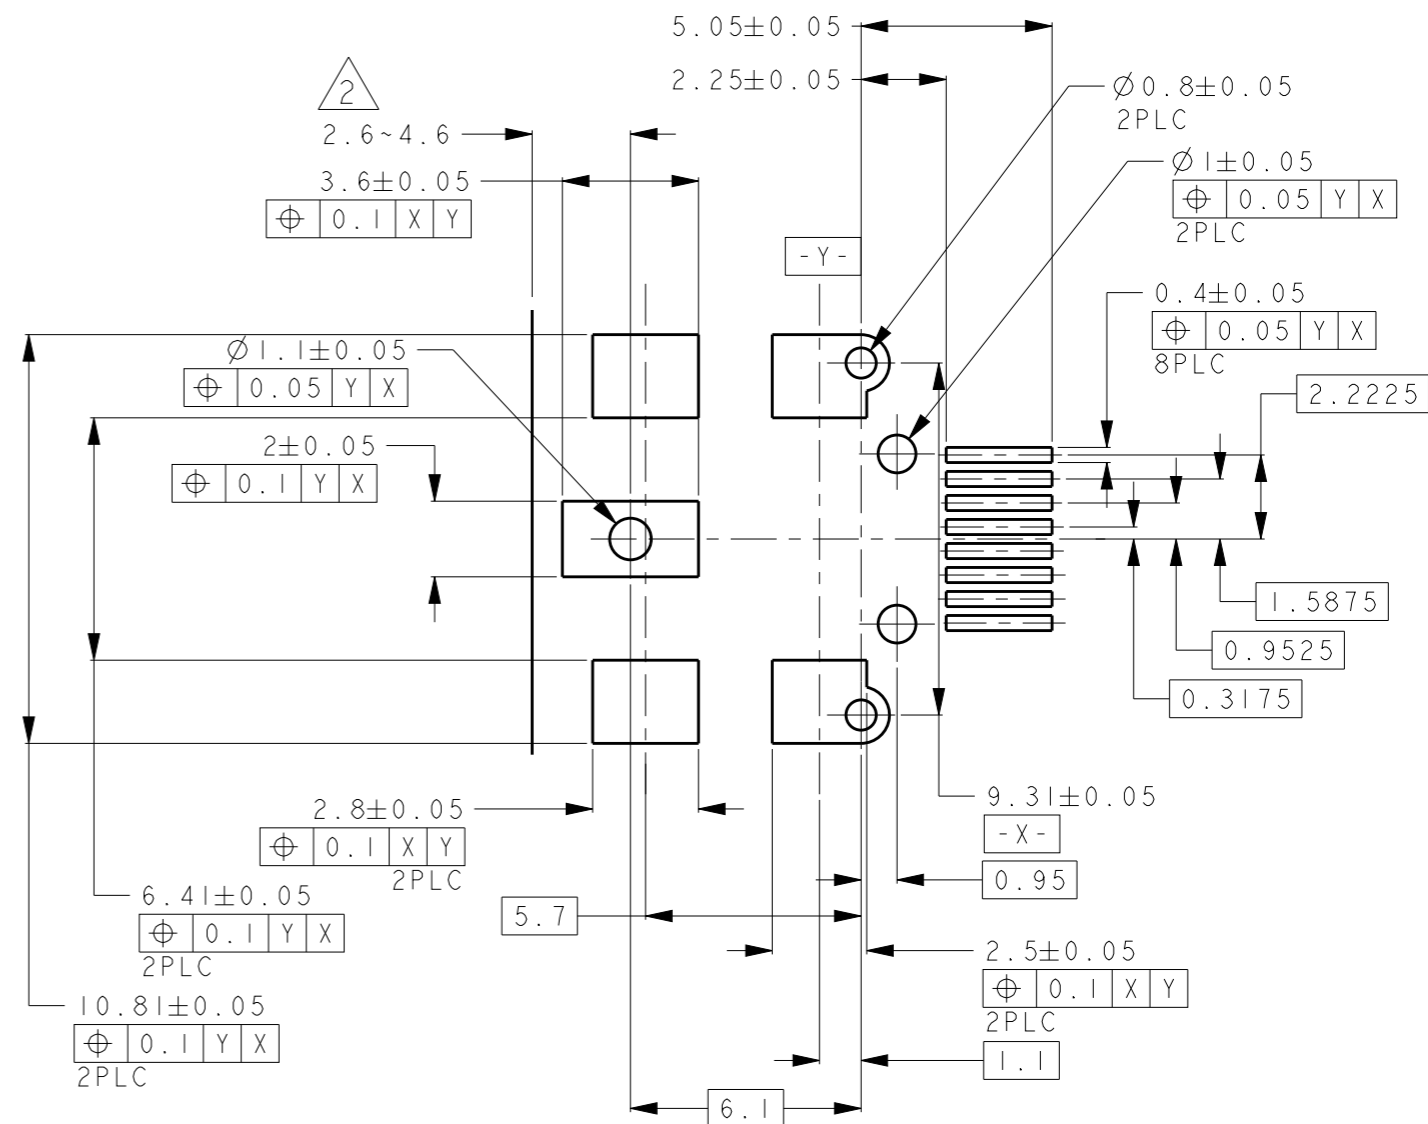 5.05±0.05
2.25±0.05
2
2.6~4.6
3.6±0.05
⌖ 0.1 X Y
Ø0.8±0.05
2PLC
Ø1±0.05
⌖ 0.05 Y X
2PLC
-Y-
0.4±0.05
⌖ 0.05 Y X
8PLC
2.2225
Ø1.1±0.05
⌖ 0.05 Y X
2±0.05
⌖ 0.1 Y X
1.5875
0.9525
0.3175
2.8±0.05
⌖ 0.1 X Y
2PLC
9.31±0.05
-X-
0.95
6.41±0.05
⌖ 0.1 Y X
2PLC
5.7
2.5±0.05
⌖ 0.1 X Y
2PLC
10.81±0.05
⌖ 0.1 Y X
2PLC
1.1
6.1